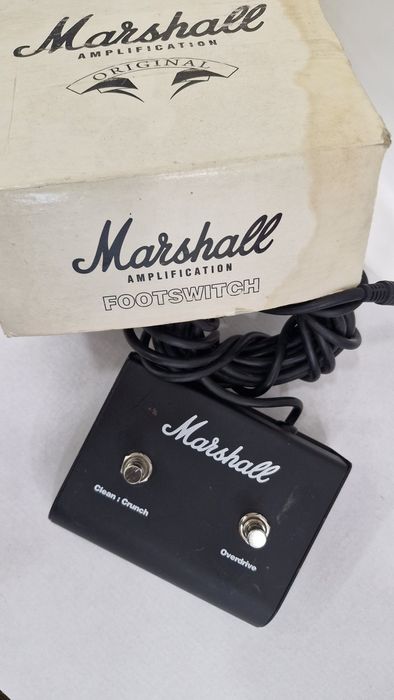 Marshall
AMPLIFICATION
ORIGINAL
Marshall
AMPLIFICATION
FOOTSWITCH
Marshall
Clean / Crunch
Overdrive